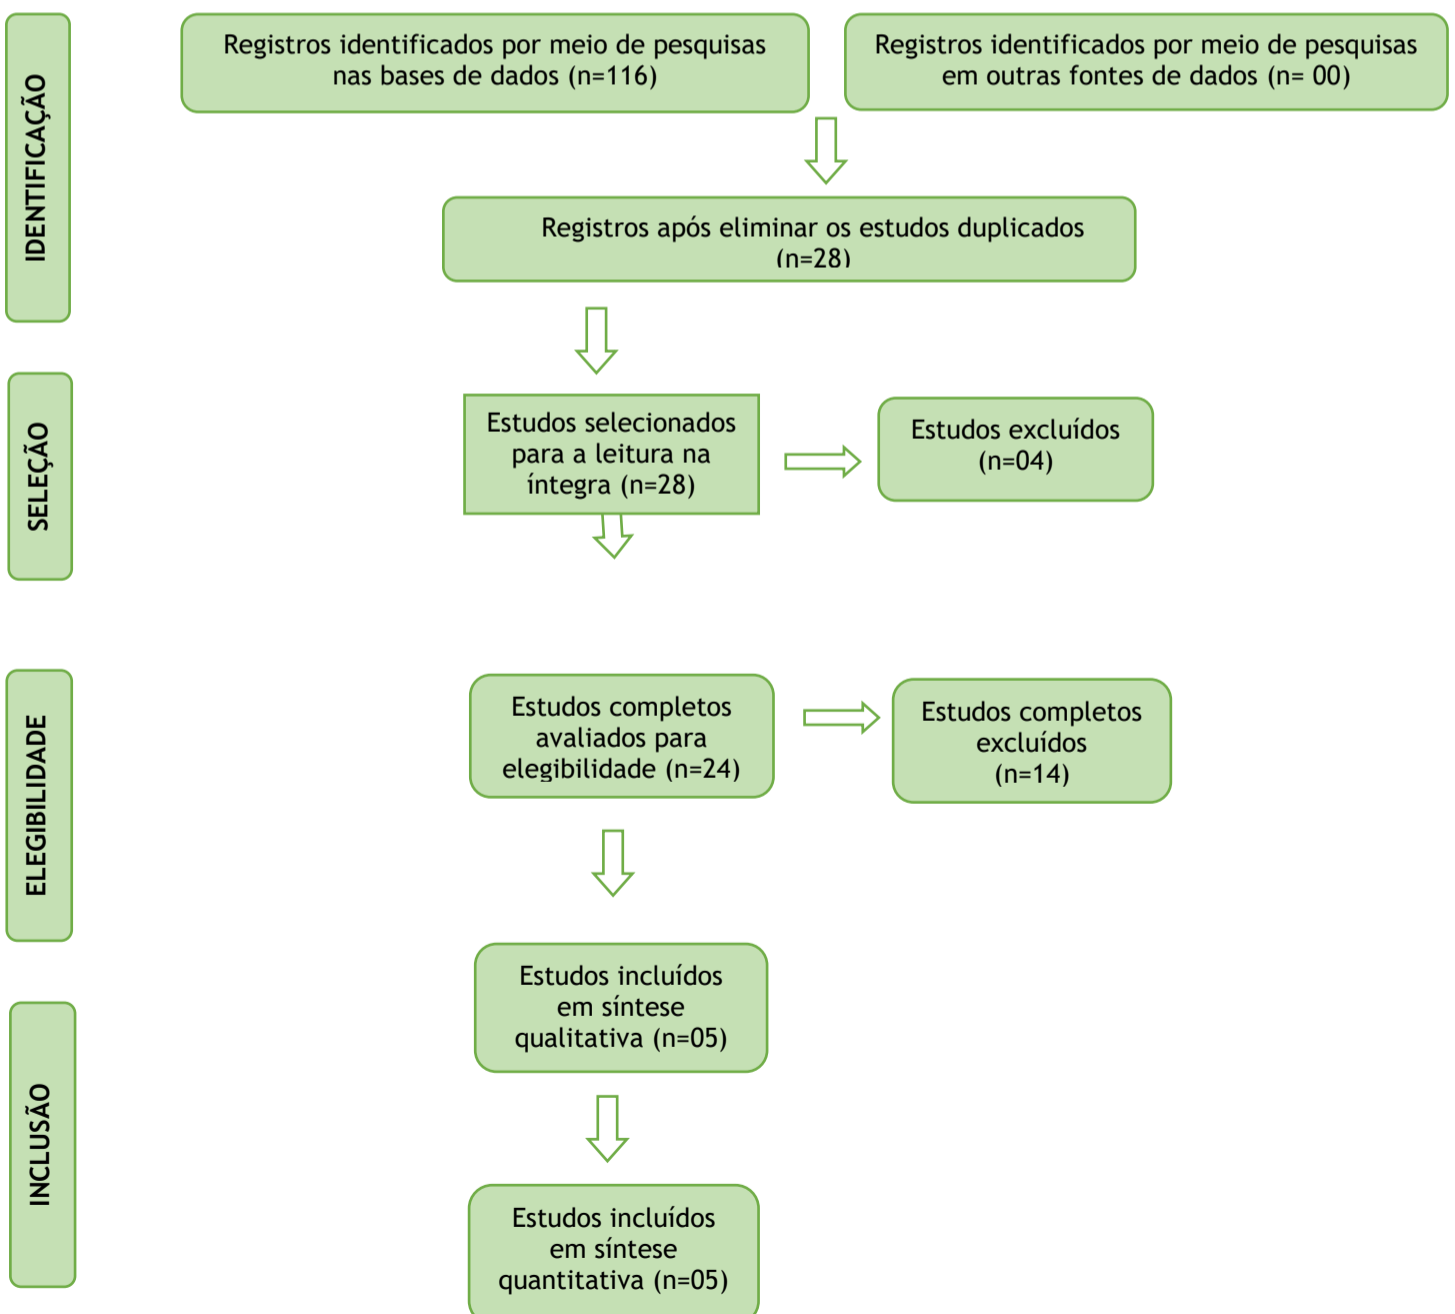 IDENTIFICAÇÃO
Registros identificados por meio de pesquisas
nas bases de dados (n=116)
Registros identificados por meio de pesquisas
em outras fontes de dados (n= 00)
Registros após eliminar os estudos duplicados
(n=28)
SELEÇÃO
Estudos selecionados
para a leitura na
íntegra (n=28)
Estudos excluídos
(n=04)
ELEGIBILIDADE
Estudos completos
avaliados para
elegibilidade (n=24)
Estudos completos
excluídos
(n=14)
INCLUSÃO
Estudos incluídos
em síntese
qualitativa (n=05)
Estudos incluídos
em síntese
quantitativa (n=05)